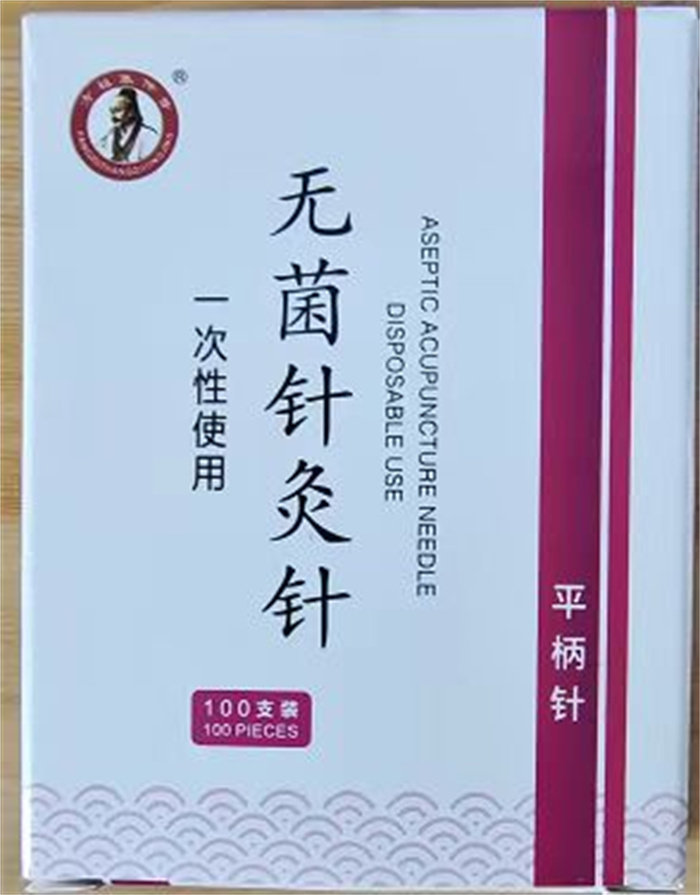 无菌针灸针
一次性使用
ASEPTIC ACUPUNCTURE NEEDLE
DISPOSABLE USE
100支装
100 PIECES
平柄针
®